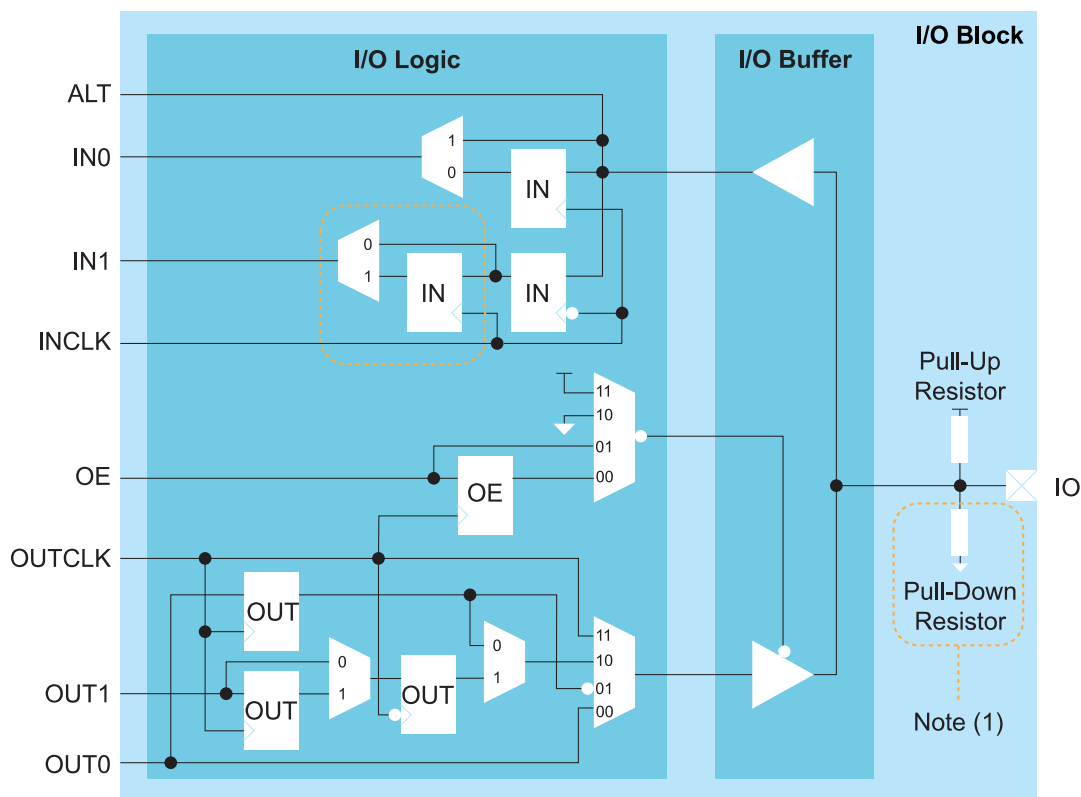 I/O Block
I/O Logic
I/O Buffer
ALT
1
IN0
0
IN
0
IN1
1
IN
IN
INCLK
Pull-Up
Resistor
11
10
01
OE
00
OE
IO
OUTCLK
OUT
Pull-Down
Resistor
11
0
0
10
1
OUT1
1
OUT
01
OUT
00
Note (1)
OUT0